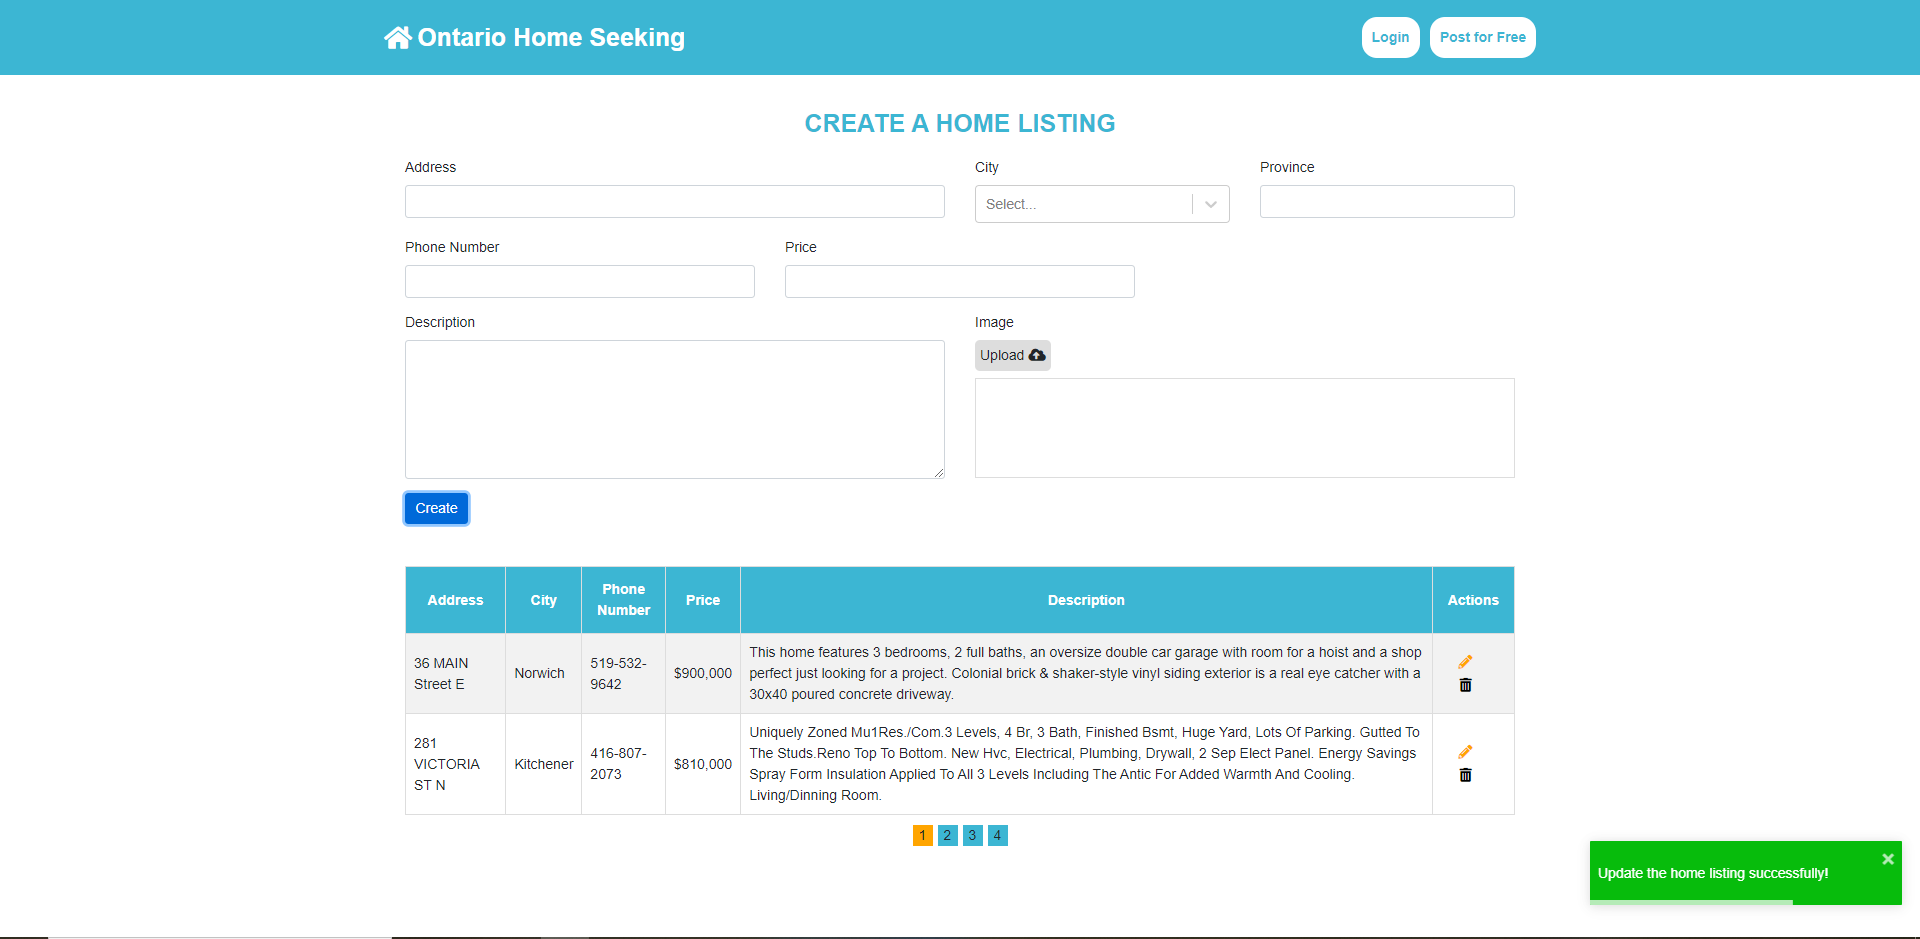 Ontario Home Seeking
Login
Post for Free
CREATE A HOME LISTING
Address
City
Province
Select...
Phone Number
Price
Description
Image
Upload
Create
Address
City
Phone
Number
Price
Description
Actions
36 MAIN
Street E
Norwich
519-532-
9642
$900,000
This home features 3 bedrooms, 2 full baths, an oversize double car garage with room for a hoist and a shop
perfect just looking for a project. Colonial brick & shaker-style vinyl siding exterior is a real eye catcher with a
30x40 poured concrete driveway.
281
VICTORIA
ST N
Kitchener
416-807-
2073
$810,000
Uniquely Zoned Mu1Res./Com.3 Levels, 4 Br, 3 Bath, Finished Bsmt, Huge Yard, Lots Of Parking. Gutted To
The Studs.Reno Top To Bottom. New Hvc, Electrical, Plumbing, Drywall, 2 Sep Elect Panel. Energy Savings
Spray Form Insulation Applied To All 3 Levels Including The Antic For Added Warmth And Cooling.
Living/Dinning Room.
1 2 3 4
Update the home listing successfully!